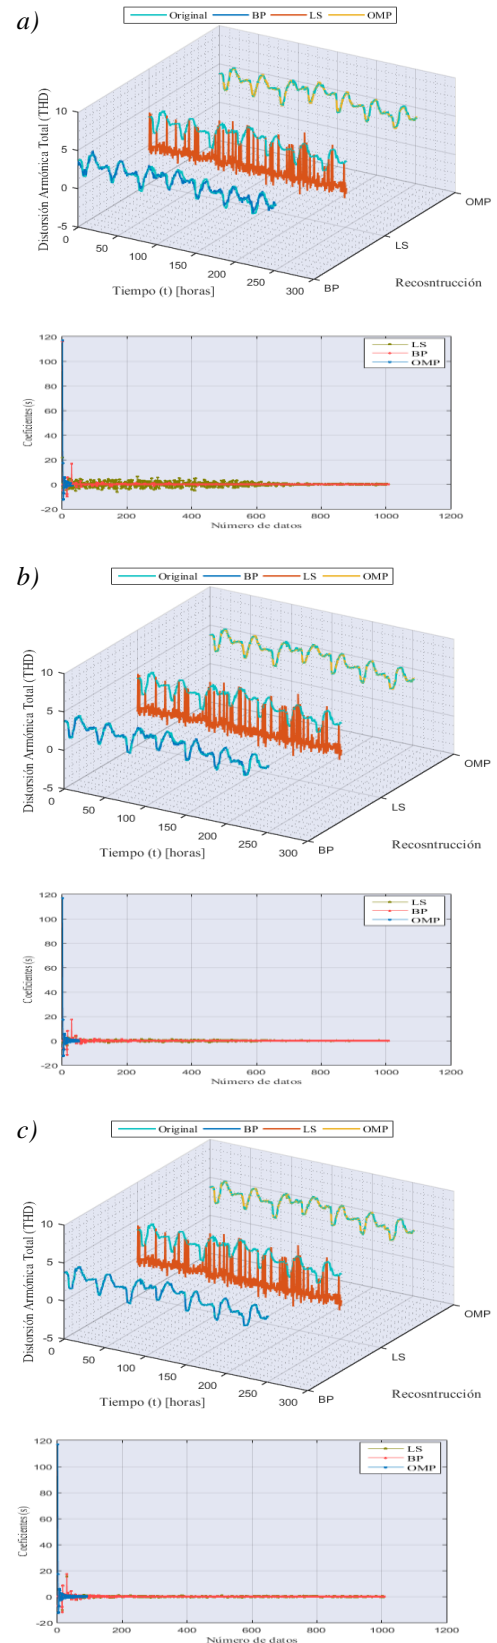 a)
Original BP LS OMP
Distorsión Armónica Total (THD)
10
5
0
-5
0
50
100
150
200
250
300
Tiempo (t) [horas]
BP
LS
OMP
Recosntrucción
120
100
80
60
40
20
0
-20
Coeficientes(s)
LS
BP
OMP
0 200 400 600 800 1000 1200
Número de datos
b)
Original BP LS OMP
Distorsión Armónica Total (THD)
10
5
0
-5
0
50
100
150
200
250
300
Tiempo (t) [horas]
BP
LS
OMP
Recosntrucción
120
100
80
60
40
20
0
-20
Coeficientes(s)
LS
BP
OMP
0 200 400 600 800 1000 1200
Número de datos
c)
Original BP LS OMP
Distorsión Armónica Total (THD)
10
5
0
-5
0
50
100
150
200
250
300
Tiempo (t) [horas]
BP
LS
OMP
Recosntrucción
120
100
80
60
40
20
0
-20
Coeficientes(s)
LS
BP
OMP
0 200 400 600 800 1000 1200
Número de datos